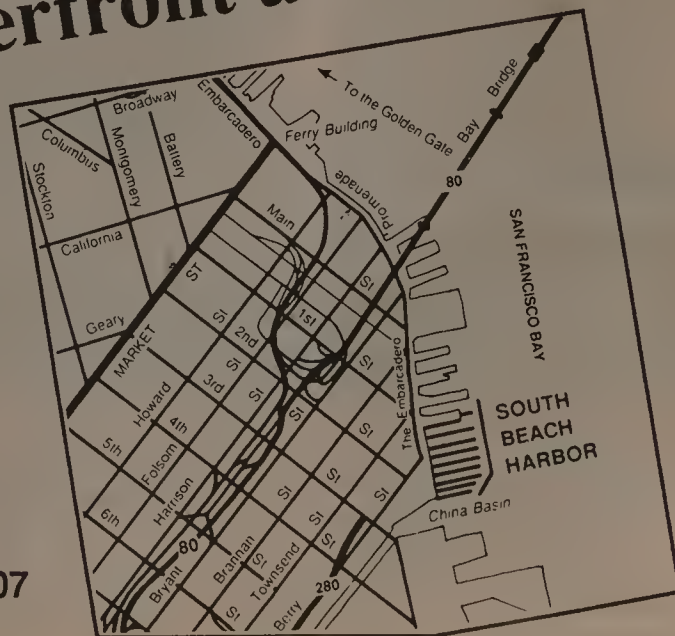 erfront
Broadway
Embarcadero
To the Golden Gate
Bay Bridge
Columbus
Montgomery
Battery
Ferry Building
Stockton
Promenade
80
California
Main
SAN FRANCISCO BAY
ST
St
Geary
MARKET
St
2nd
1st
St
The Embarcadero
Howard
3rd
St
St
SOUTH
BEACH
HARBOR
5th
4th
St
Folsom
St
St
Harrison
St
China Basin
6th
St
St
80
Brannan
St
Townsend
Bryant
St
Berry
280
07